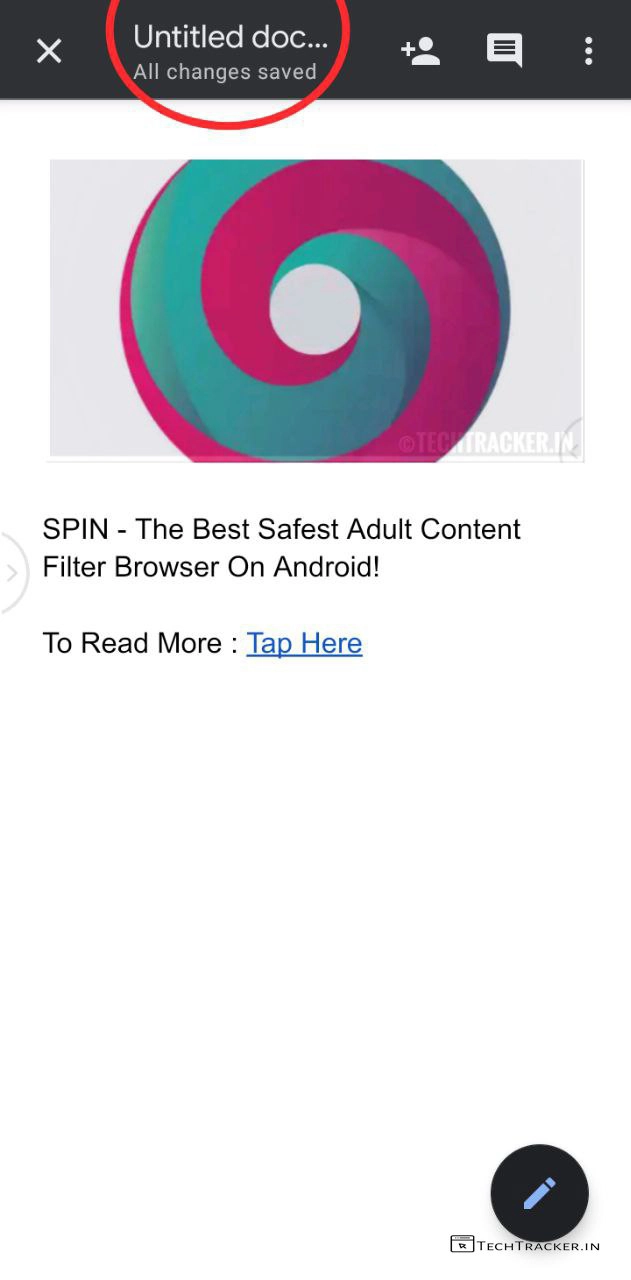 Untitled doc...
All changes saved
©TECHTRACKER.IN
SPIN - The Best Safest Adult Content
Filter Browser On Android!
To Read More : Tap Here
TECHTRACKER.IN